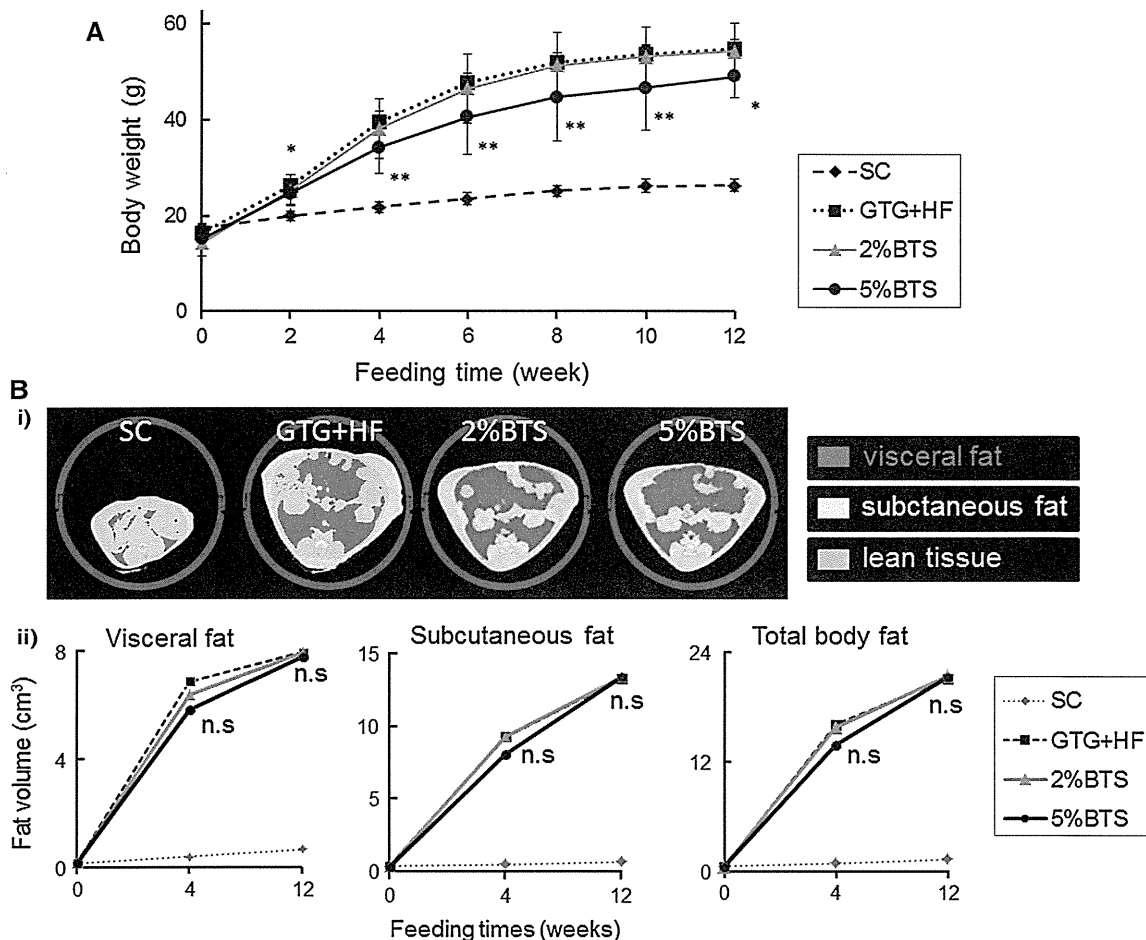 A
Body weight (g)
60
40
20
0
*
**
**
**
**
*
0 2 4 6 8 10 12
Feeding time (week)
SC
GTG+HF
2%BTS
5%BTS
B
i)
SC GTG+HF 2%BTS 5%BTS
visceral fat
subctaneous fat
lean tissue
ii)
Visceral fat
Subcutaneous fat
Total body fat
Fat volume (cm³)
8
4
0
n.s
n.s
0 4 12
15
10
5
0
n.s
n.s
0 4 12
24
12
0
n.s
n.s
0 4 12
Feeding times (weeks)
SC
GTG+HF
2%BTS
5%BTS